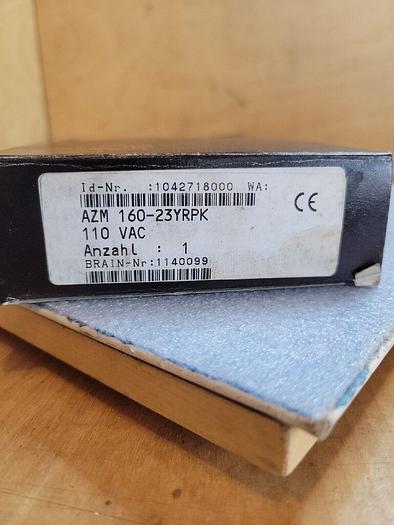 Id-Nr. :1042718000 WA:
CE
AZM 160-23YRPK
110 VAC
Anzahl : 1
BRAIN-Nr:1140099